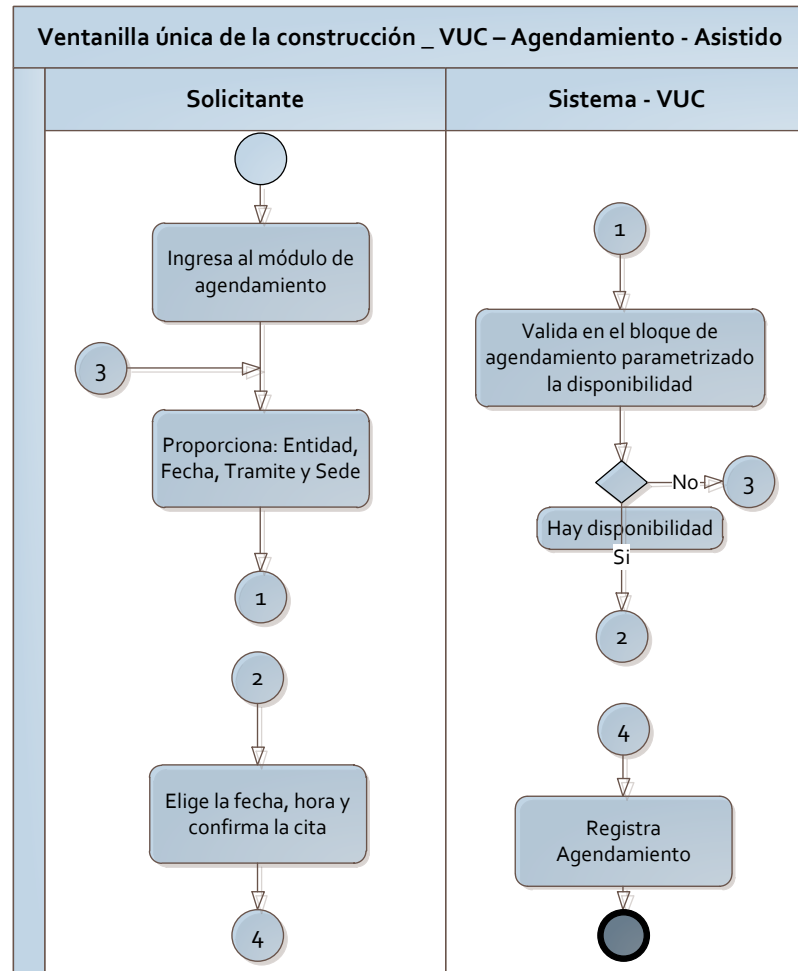 Ventanilla única de la construcción _ VUC – Agendamiento - Asistido
Solicitante
Ingresa al módulo de
agendamiento
3
Proporciona: Entidad,
Fecha, Tramite y Sede
1
2
Elige la fecha, hora y
confirma la cita
4
Sistema - VUC
1
Valida en el bloque de
agendamiento parametrizado
la disponibilidad
No
3
Hay disponibilidad
Si
2
4
Registra
Agendamiento